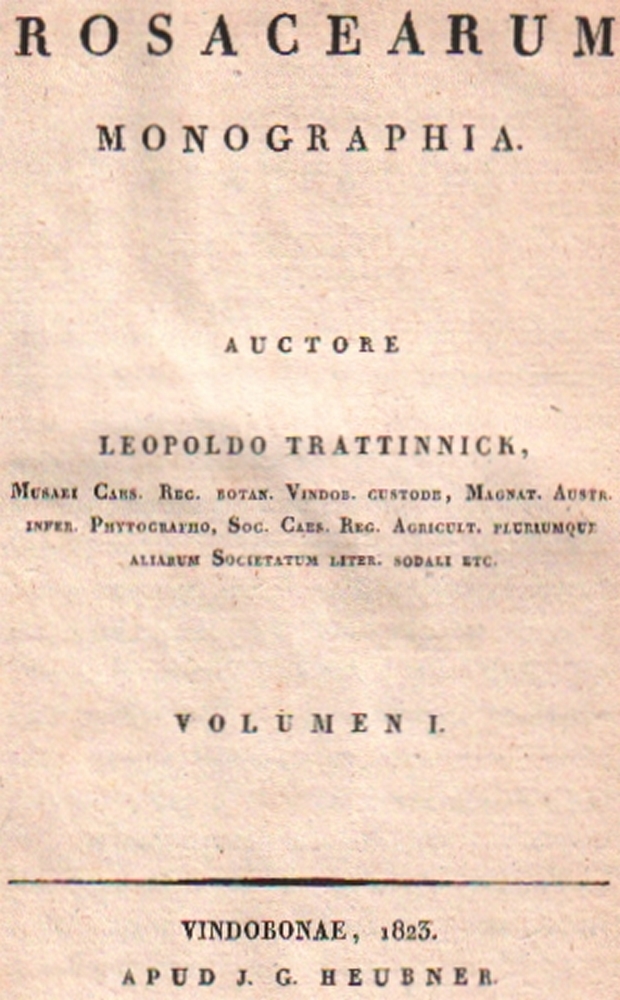 ROSACEARUM
MONOGRAPHIA.
AUCTORE
LEOPOLDO TRATTINNICK,
MUSAEI CAES. REG. BOTAN. VINDOB. CUSTODE, MAGNAT. AUSTR.
INFER. PHYTOGRAPHO, SOC. CAES. REG. AGRICULT. PLURIUMQUE
ALIARUM SOCIETATUM LITER. SODALI ETC.
VOLUMEN I.
VINDOBONAE, 1823.
APUD J. G. HEUBNER.